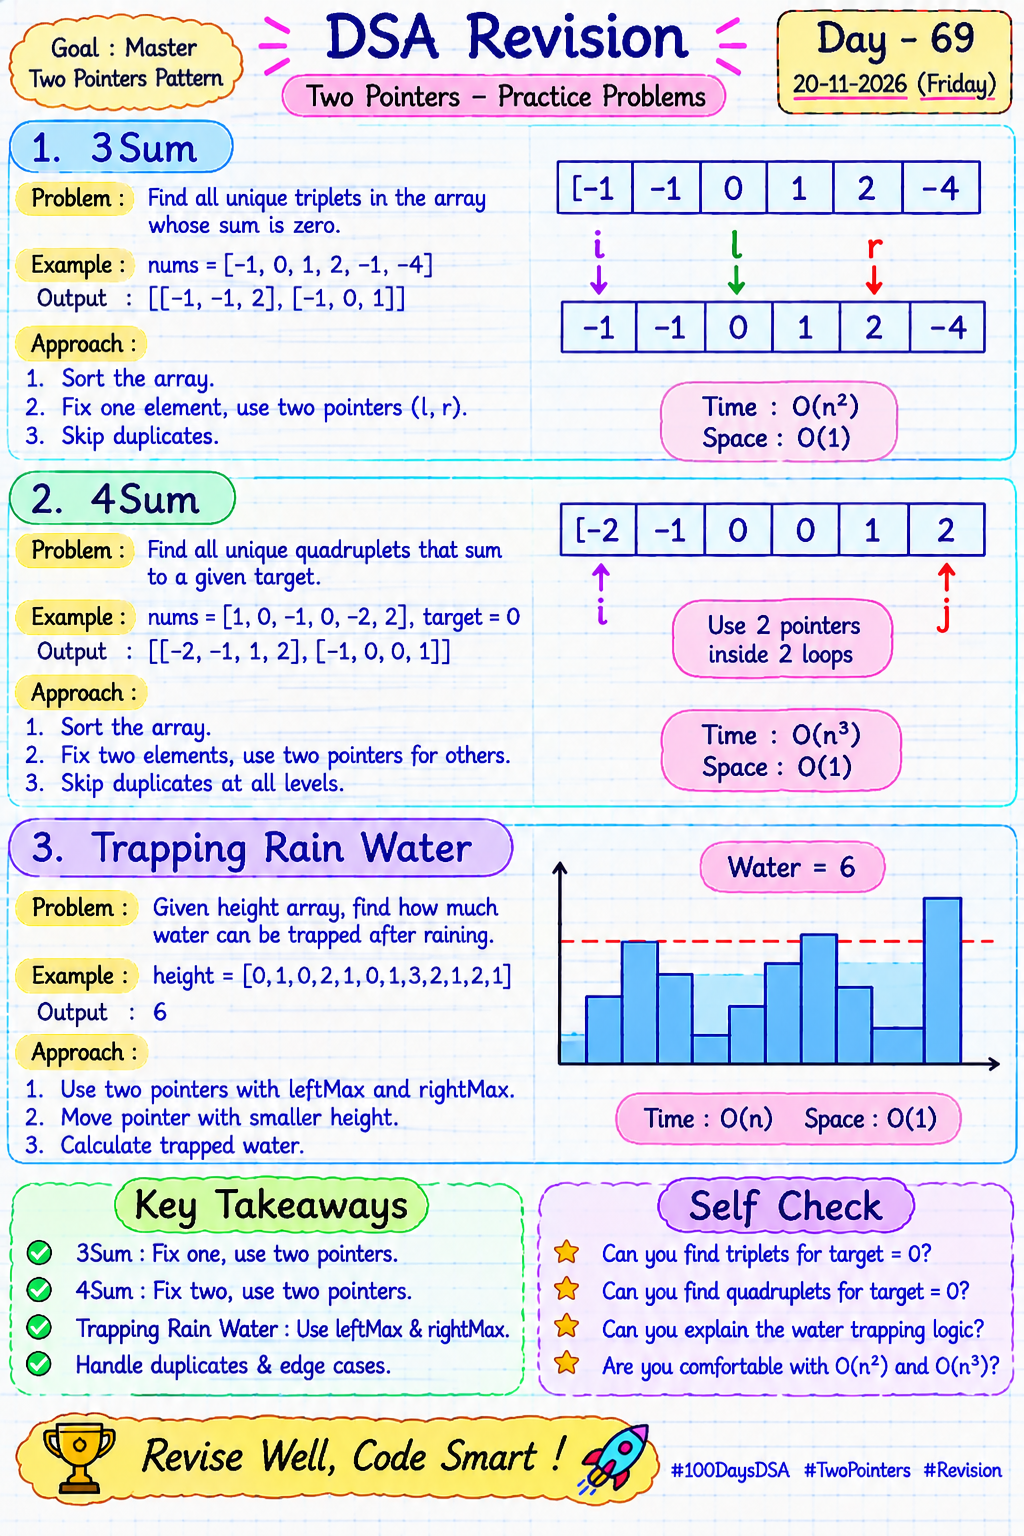 Goal : Master
Two Pointers Pattern
DSA Revision
Two Pointers – Practice Problems
Day - 69
20-11-2026 (Friday)
1. 3Sum
Problem : Find all unique triplets in the array
whose sum is zero.
Example : nums = [-1, 0, 1, 2, -1, -4]
Output : [[-1, -1, 2], [-1, 0, 1]]
Approach :
1. Sort the array.
2. Fix one element, use two pointers (l, r).
3. Skip duplicates.
[-1 -1 0 1 2 -4
i l r
-1 -1 0 1 2 -4
Time : O(n²)
Space : O(1)
2. 4Sum
Problem : Find all unique quadruplets that sum
to a given target.
Example : nums = [1, 0, -1, 0, -2, 2], target = 0
Output : [[-2, -1, 1, 2], [-1, 0, 0, 1]]
Approach :
1. Sort the array.
2. Fix two elements, use two pointers for others.
3. Skip duplicates at all levels.
[-2 -1 0 0 1 2
i j
Use 2 pointers
inside 2 loops
Time : O(n³)
Space : O(1)
3. Trapping Rain Water
Problem : Given height array, find how much
water can be trapped after raining.
Example : height = [0,1,0,2,1,0,1,3,2,1,2,1]
Output : 6
Approach :
1. Use two pointers with leftMax and rightMax.
2. Move pointer with smaller height.
3. Calculate trapped water.
Water = 6
Time : O(n) Space : O(1)
Key Takeaways
3Sum : Fix one, use two pointers.
4Sum : Fix two, use two pointers.
Trapping Rain Water : Use leftMax & rightMax.
Handle duplicates & edge cases.
Self Check
Can you find triplets for target = 0?
Can you find quadruplets for target = 0?
Can you explain the water trapping logic?
Are you comfortable with O(n²) and O(n³)?
Revise Well, Code Smart !
#100DaysDSA #TwoPointers #Revision